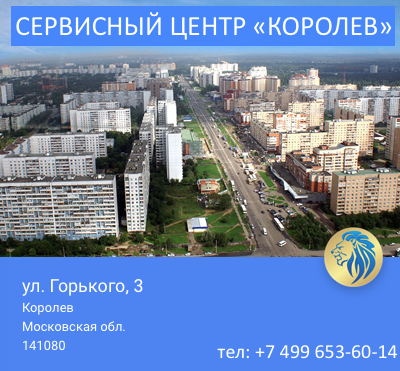 СЕРВИСНЫЙ ЦЕНТР «КОРОЛЕВ»
ул. Горького, 3
Королев
Московская обл.
141080
тел: +7 499 653-60-14